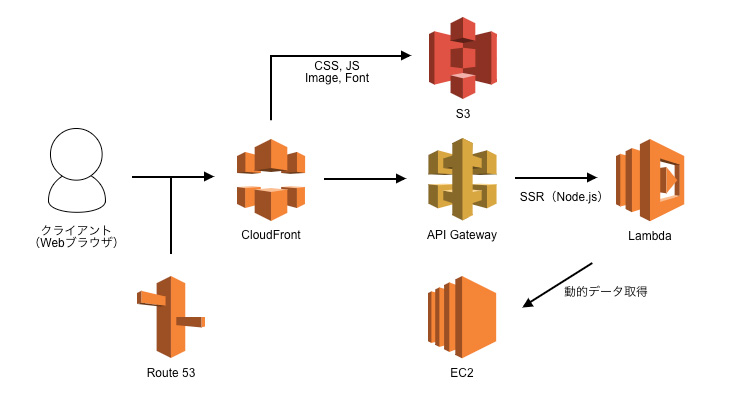 CSS, JS
Image, Font
S3
クライアント
（Webブラウザ）
CloudFront
API Gateway
SSR（Node.js）
Lambda
動的データ取得
Route 53
EC2